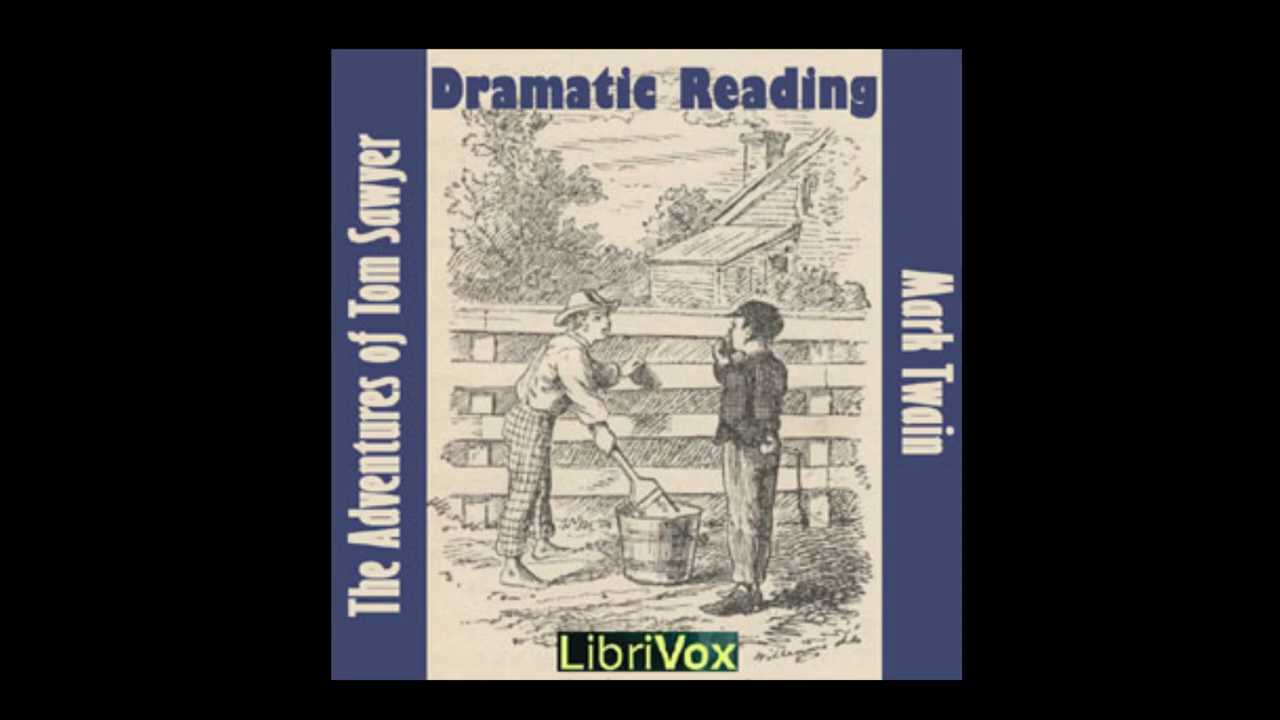 Dramatic Reading
The Adventures of Tom Sawyer
Mark Twain
LibriVox